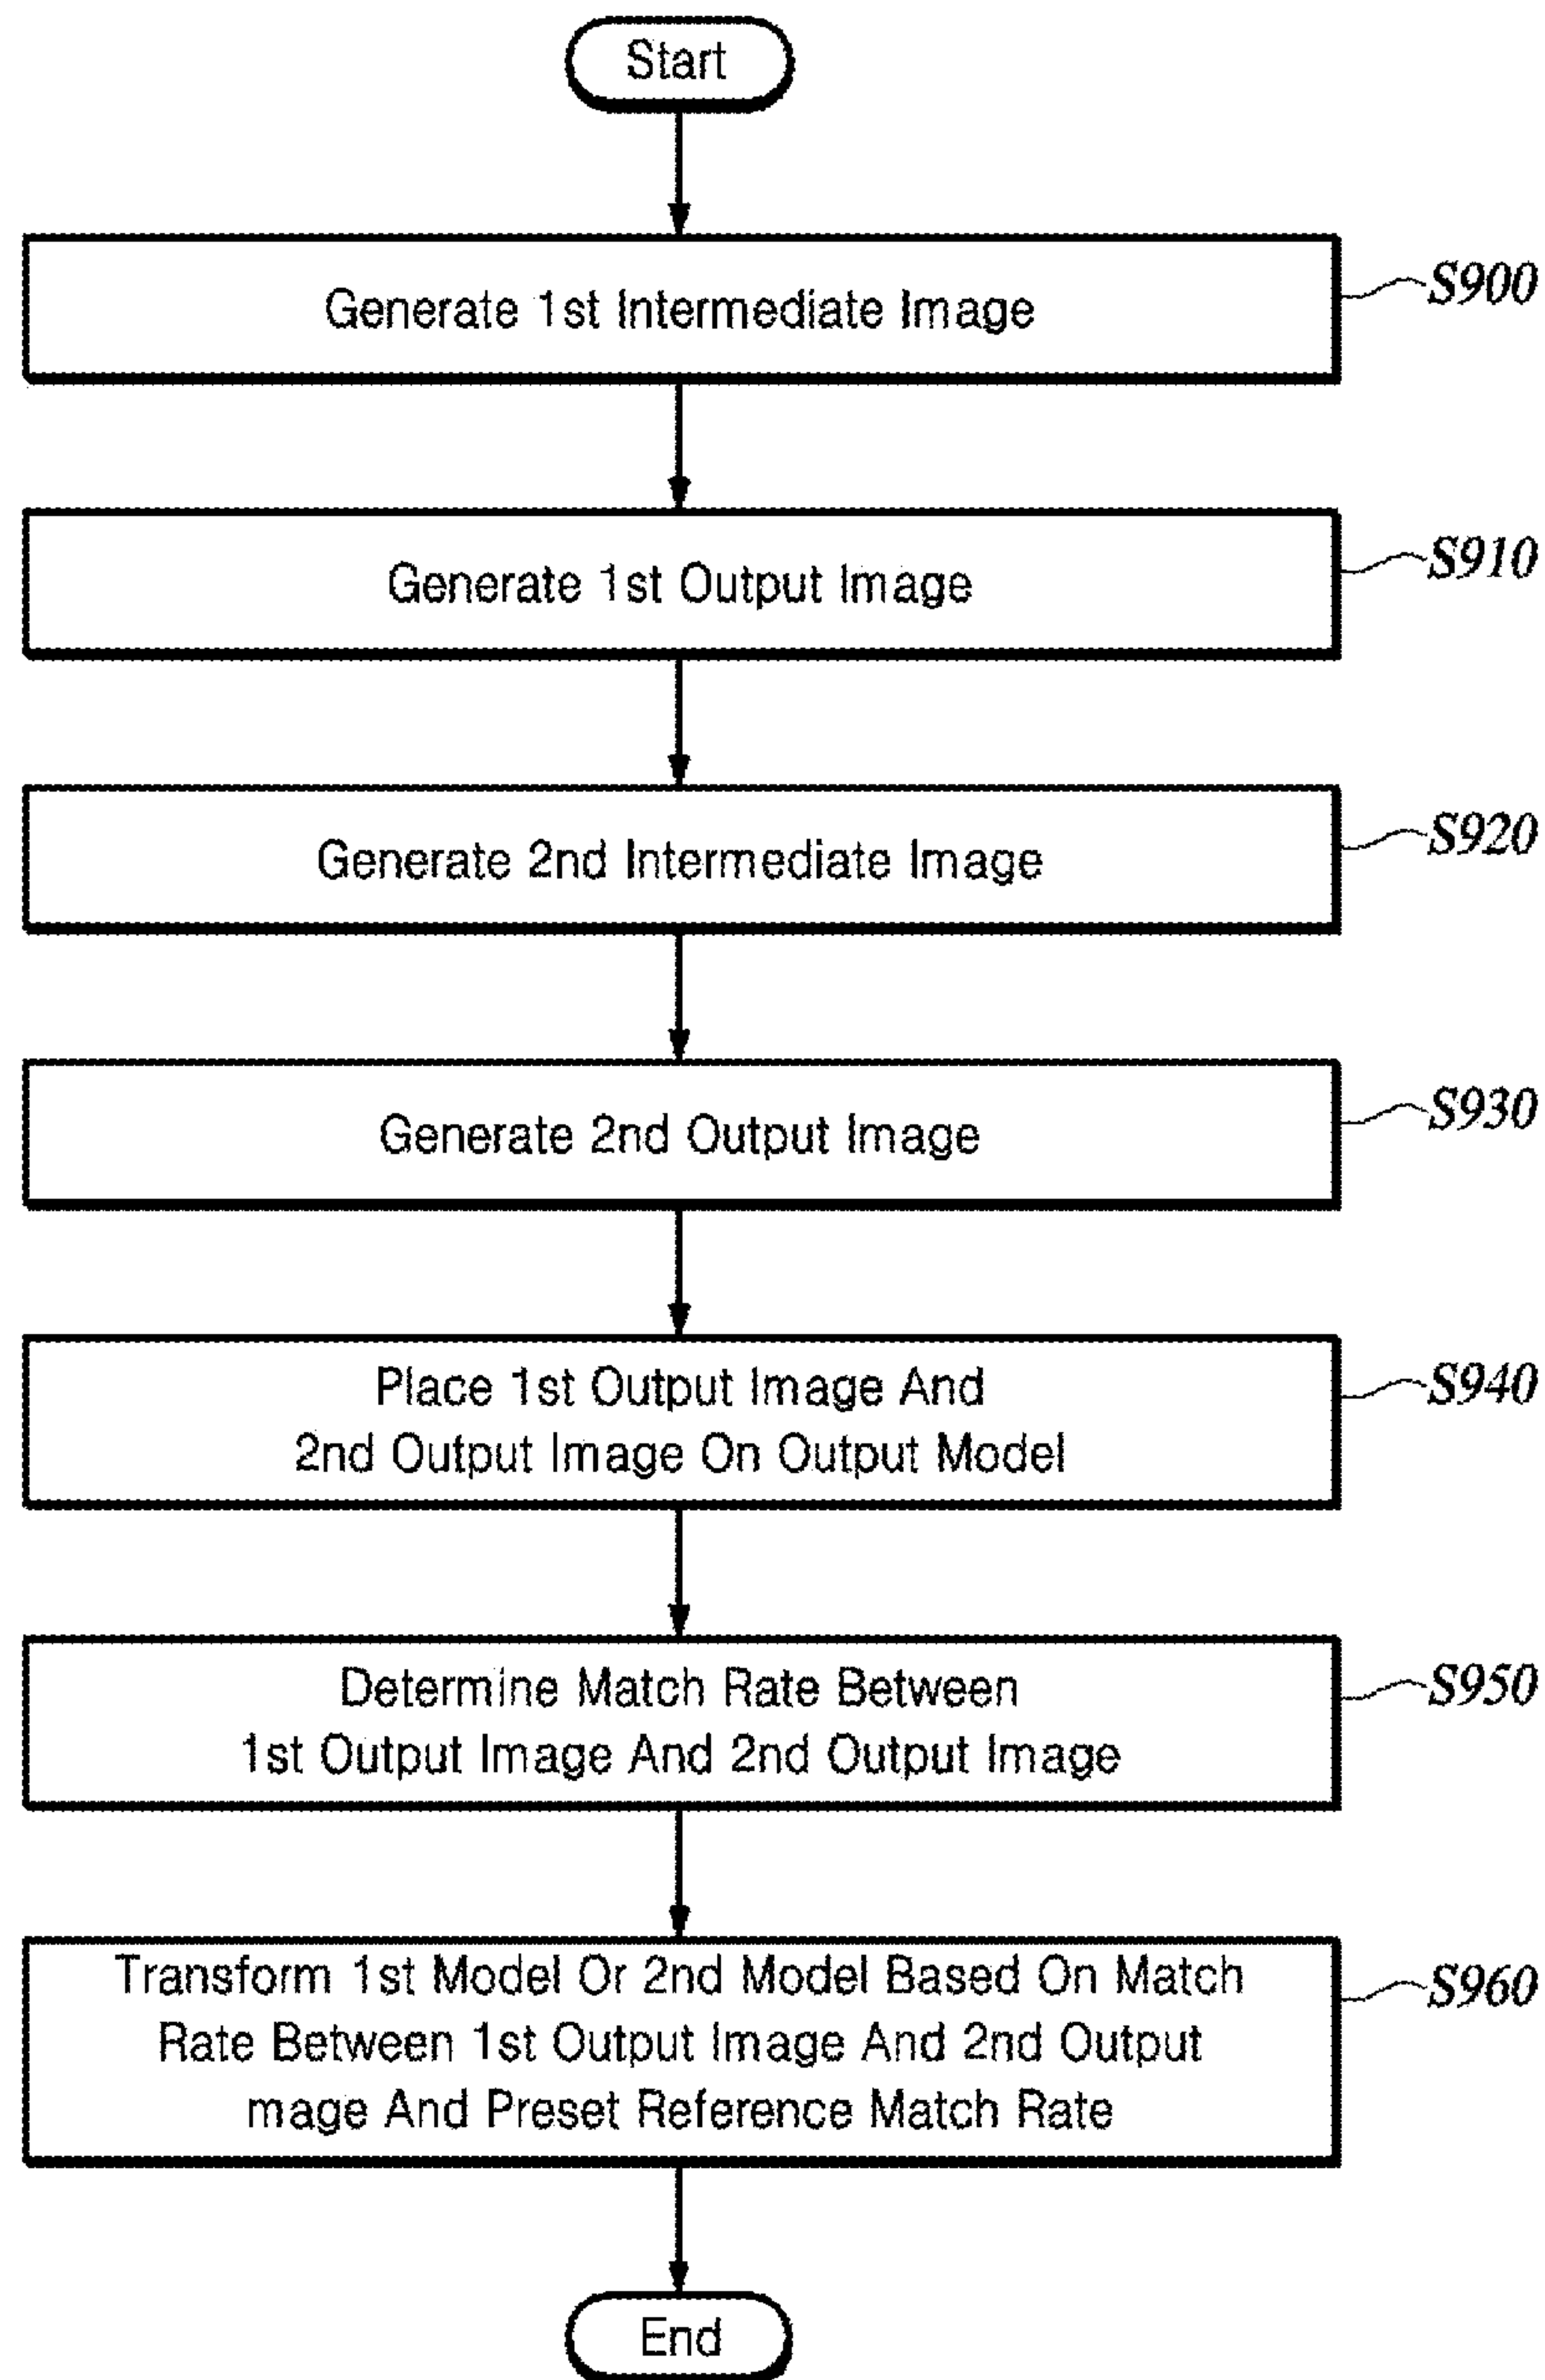 Start
Generate 1st Intermediate Image
S900
Generate 1st Output Image
S910
Generate 2nd Intermediate Image
S920
Generate 2nd Output Image
S930
Place 1st Output Image And
2nd Output Image On Output Model
S940
Determine Match Rate Between
1st Output Image And 2nd Output Image
S950
Transform 1st Model Or 2nd Model Based On Match
Rate Between 1st Output Image And 2nd Output
mage And Preset Reference Match Rate
S960
End